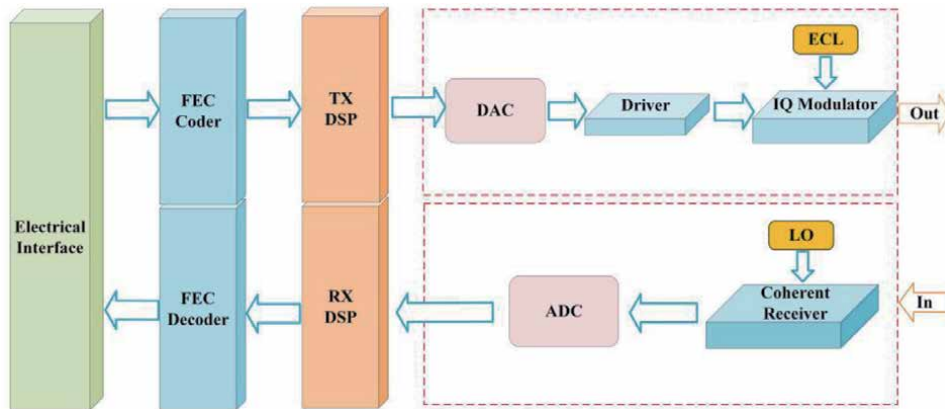 Electrical
Interface
FEC
Coder
TX
DSP
DAC
Driver
ECL
IQ Modulator
Out
FEC
Decoder
RX
DSP
ADC
LO
Coherent
Receiver
In